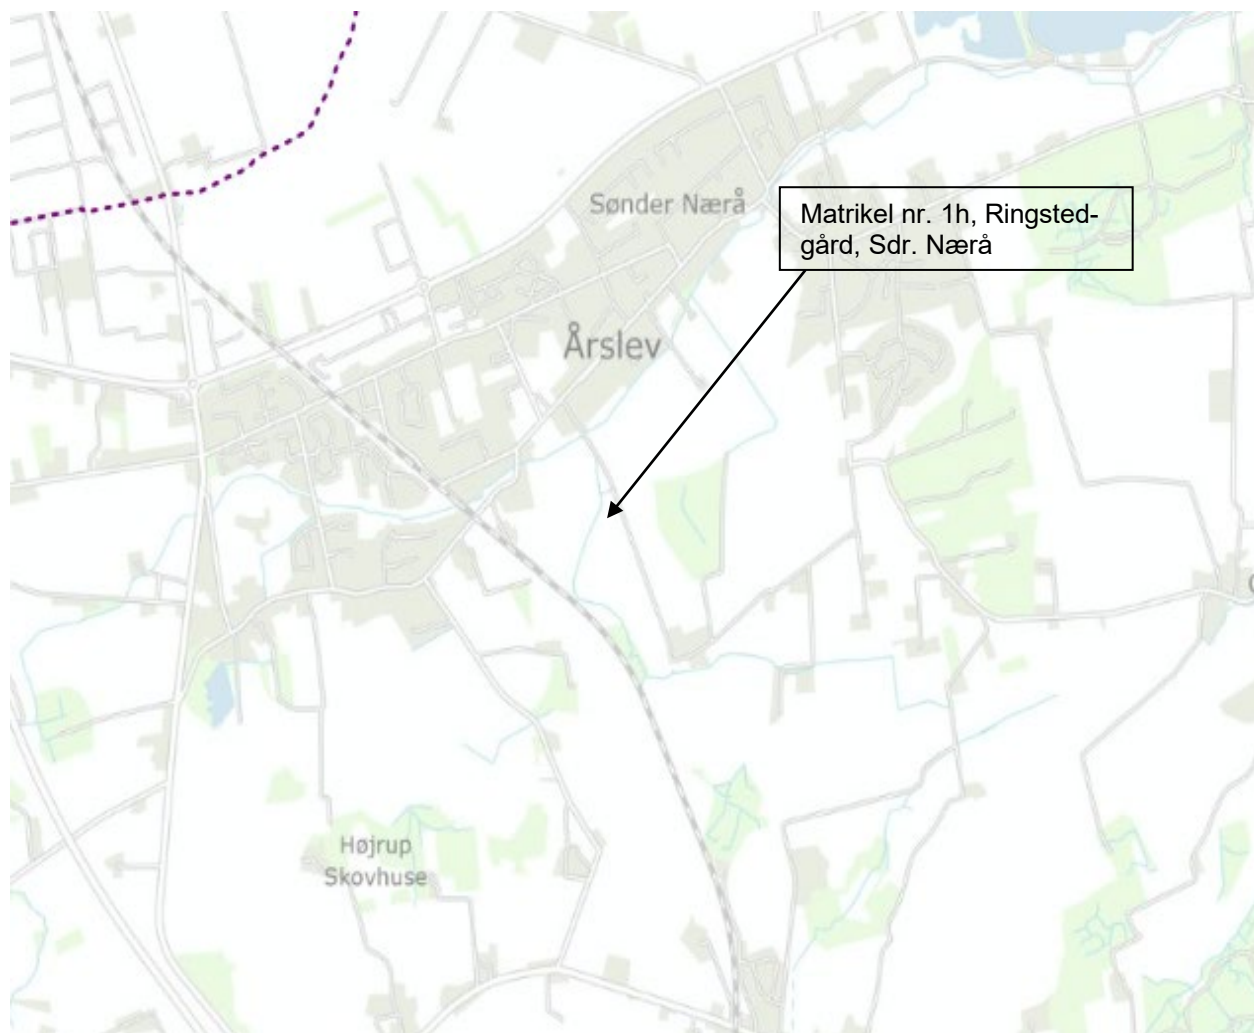 Sønder Nærå
Matrikel nr. 1h, Ringsted-
gård, Sdr. Nærå
Årslev
Højrup
Skovhuse